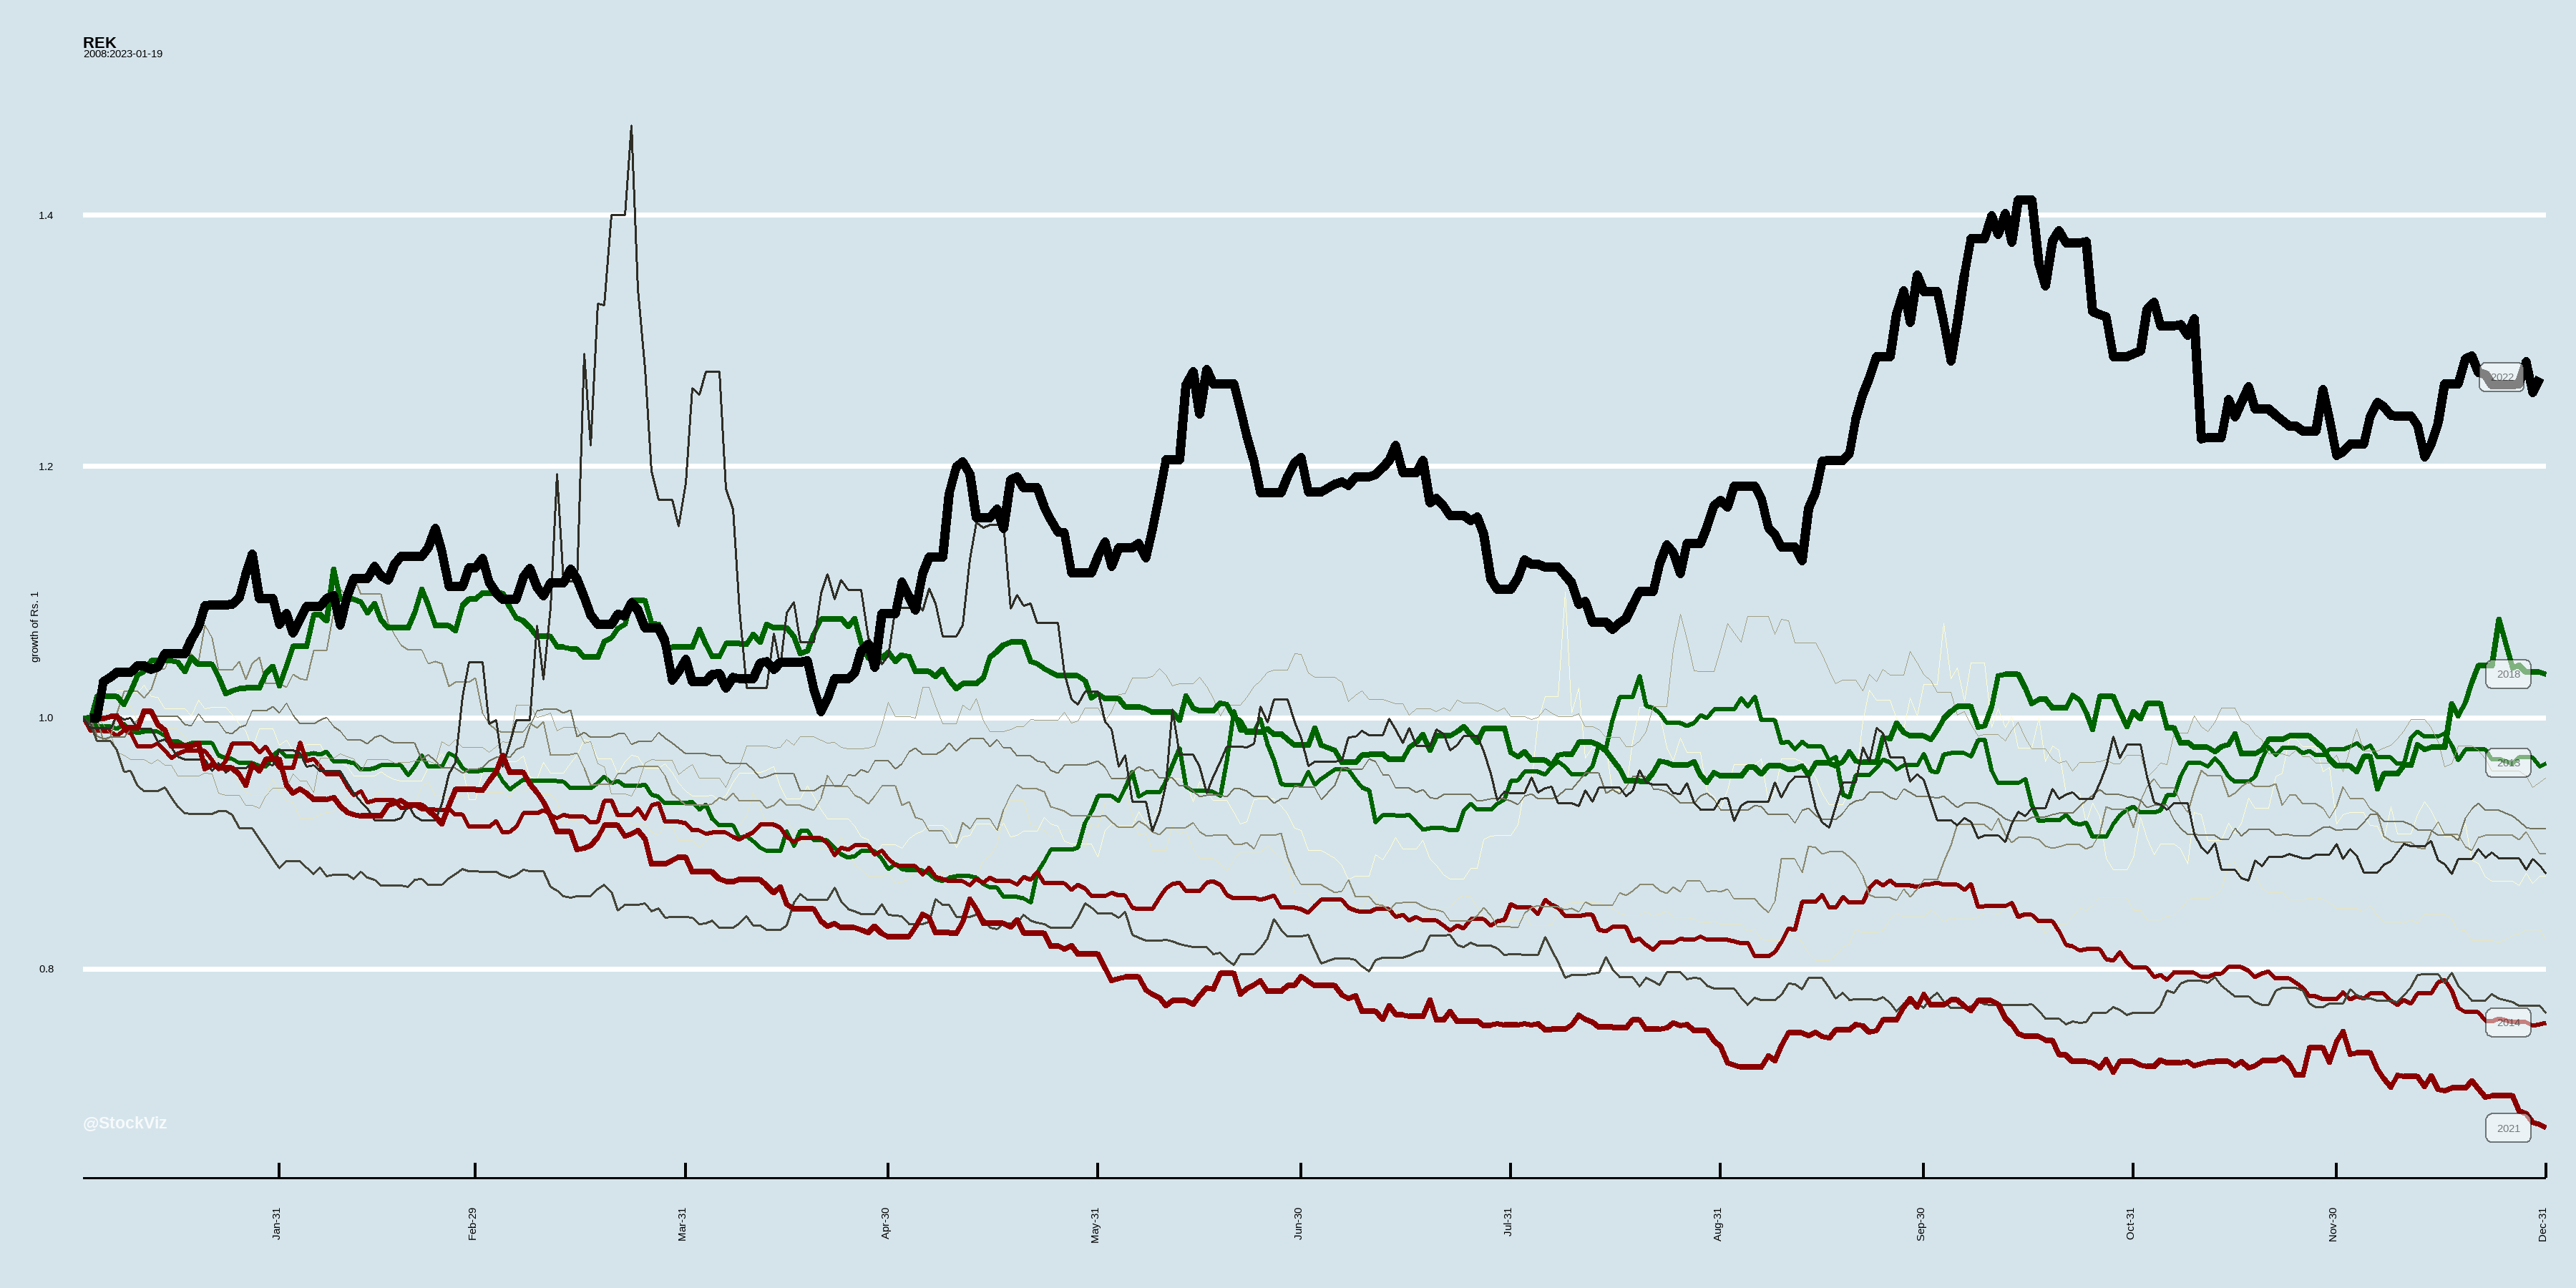 REK
2008:2023-01-19
growth of Rs. 1
1.4
1.2
1.0
0.8
2022
2018
2014
2021
@StockViz
Jan-31
Feb-29
Mar-31
Apr-30
May-31
Jun-30
Jul-31
Aug-31
Sep-30
Oct-31
Nov-30
Dec-31